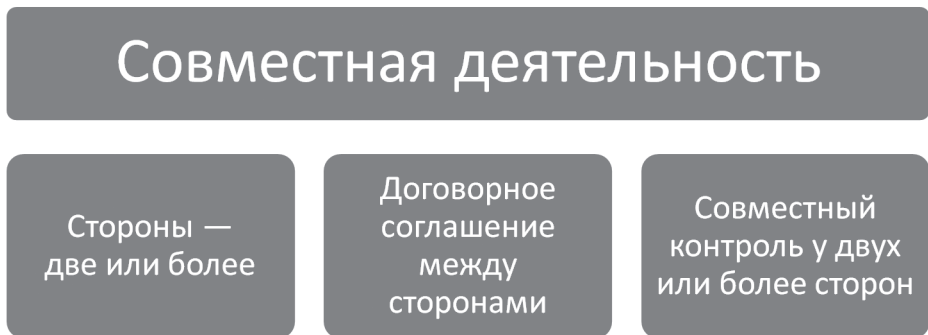 Совместная деятельность
Стороны —
две или более
Договорное
соглашение
между
сторонами
Совместный
контроль у двух
или более сторон